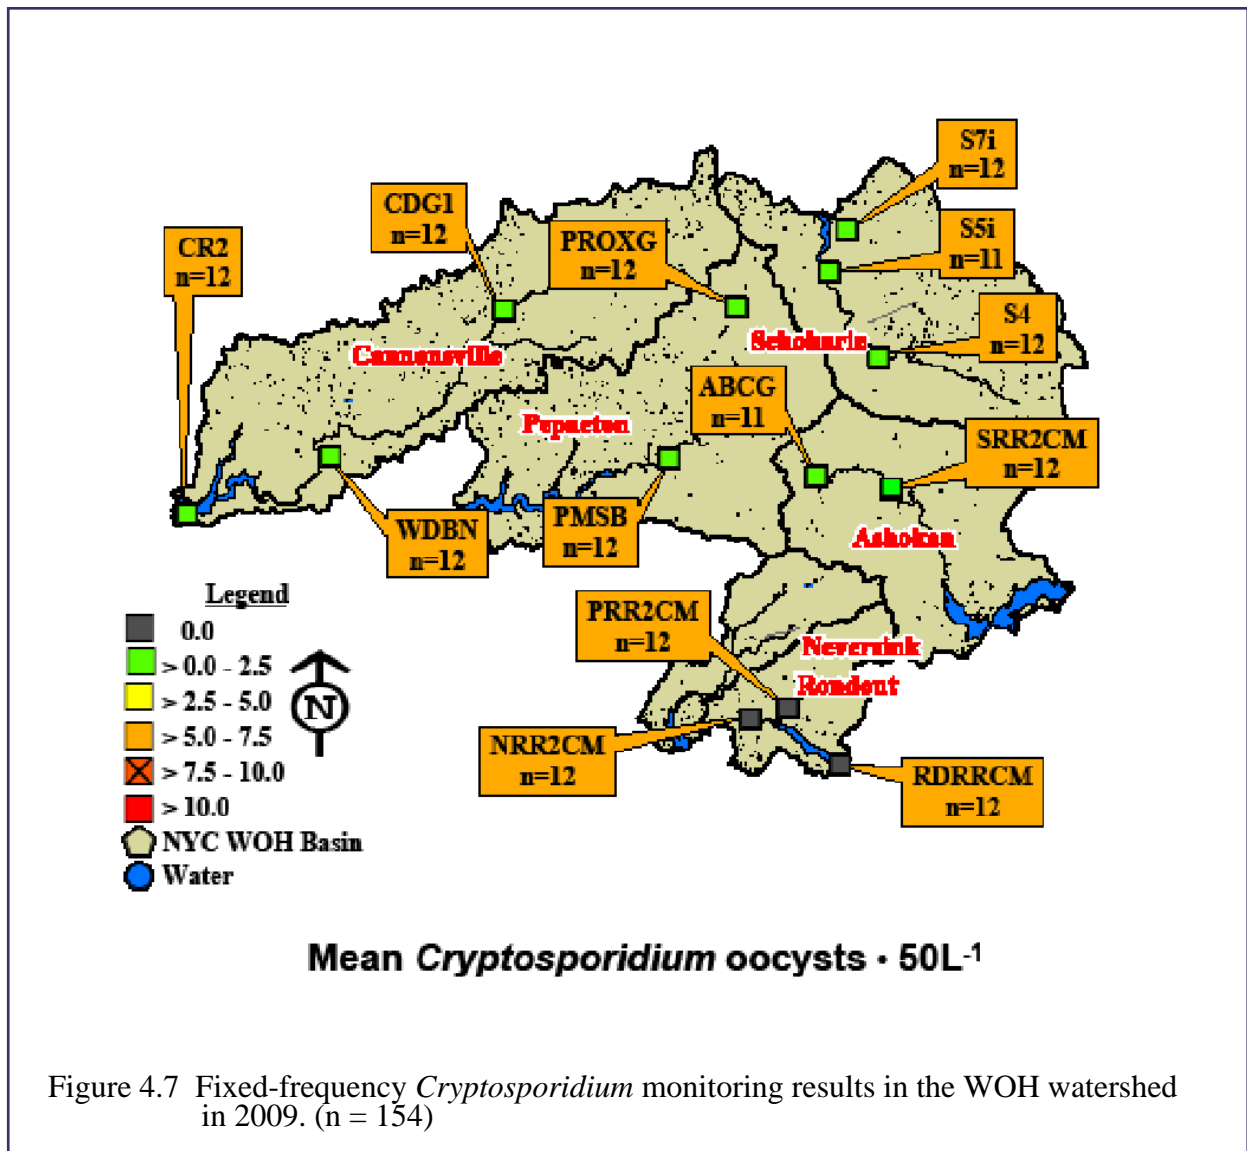 S7i
n=12
CDG1
n=12
S5i
n=11
PROXG
n=12
CR2
n=12
S4
n=12
Schoharie
Cannonsville
ABCG
n=11
Pepacton
SRR2CM
n=12
WDBN
n=12
PMSB
n=12
Ashokan
PRR2CM
n=12
Neversink
Rondout
NRR2CM
n=12
RDRRCM
n=12
Legend
0.0
> 0.0 - 2.5
> 2.5 - 5.0
> 5.0 - 7.5
> 7.5 - 10.0
> 10.0
NYC WOH Basin
Water
N
Mean Cryptosporidium oocysts • 50L-1
Figure 4.7 Fixed-frequency Cryptosporidium monitoring results in the WOH watershed
in 2009. (n = 154)